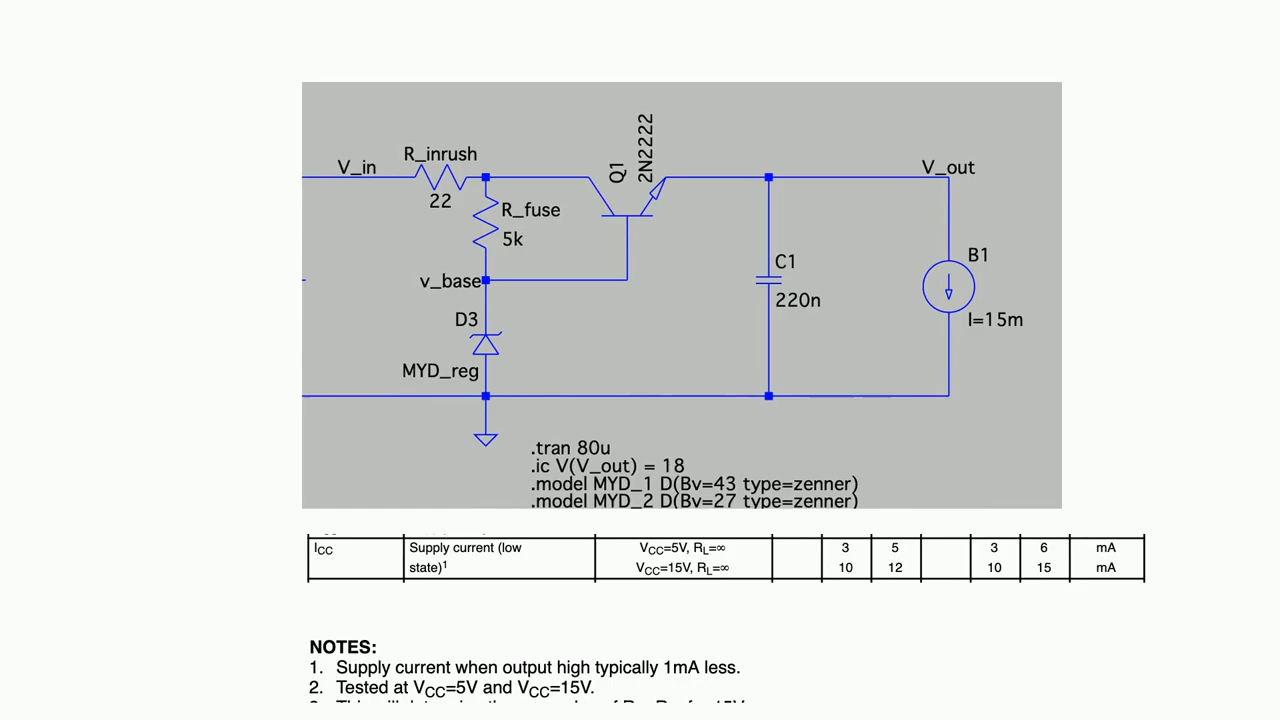 V_in
R_inrush
22
R_fuse
5k
v_base
D3
MYD_reg
Q1
2N2222
C1
220n
V_out
B1
I=15m
.tran 80u
.ic V(V_out) = 18
.model MYD_1 D(Bv=43 type=zenner)
.model MYD_2 D(Bv=27 type=zenner)
ICC Supply current (low VCC=5V, RL=∞ 3 5 3 6 mA
state)1 VCC=15V, RL=∞ 10 12 10 15 mA
NOTES:
1. Supply current when output high typically 1mA less.
2. Tested at VCC=5V and VCC=15V.